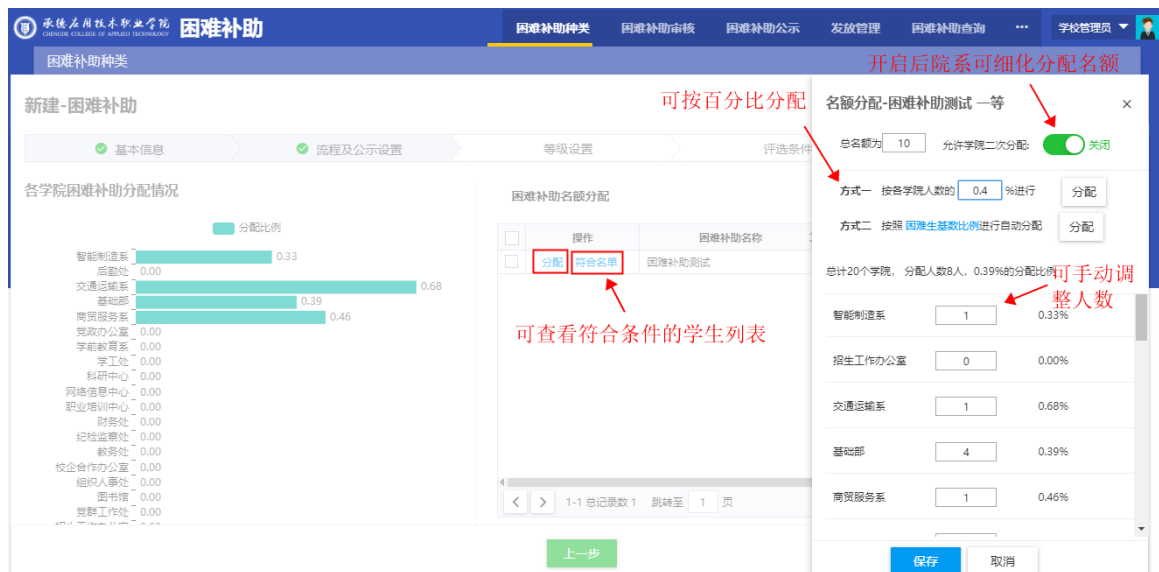 承德应用技术职业学院
CHENGDE COLLEGE OF APPLIED TECHNOLOGY
困难补助
困难补助种类
困难补助审核
困难补助公示
发放管理
困难补助查询
···
学校管理员
困难补助种类
开启后院系可细化分配名额
新建-困难补助
可按百分比分配
名额分配-困难补助测试 一等
×
基本信息
流程及公示设置
等级设置
评选条件
总名额为 10 允许学院二次分配: 关闭
各学院困难补助分配情况
困难补助名额分配
方式一 按各学院人数的 0.4 %进行 分配
方式二 按照 困难生基数比例进行自动分配 分配
分配比例
操作
困难补助名称
分配 符合名单 困难补助测试
总计20个学院， 分配人数8人，0.39%的分配比例
可手动调
整人数
可查看符合条件的学生列表
智能制造系 0.33
后勤处 0.00
交通运输系 0.68
基础部 0.39
商贸服务系 0.46
党政办公室 0.00
学前教育系 0.00
学工处 0.00
科研中心 0.00
网络信息中心 0.00
职业培训中心 0.00
财务处 0.00
纪检监察处 0.00
教务处 0.00
校企合作办公室 0.00
组织人事处 0.00
图书馆 0.00
党群工作处 0.00
智能制造系 1 0.33%
招生工作办公室 0 0.00%
交通运输系 1 0.68%
基础部 4 0.39%
商贸服务系 1 0.46%
1-1 总记录数 1 跳转至 1 页
上一步
保存
取消